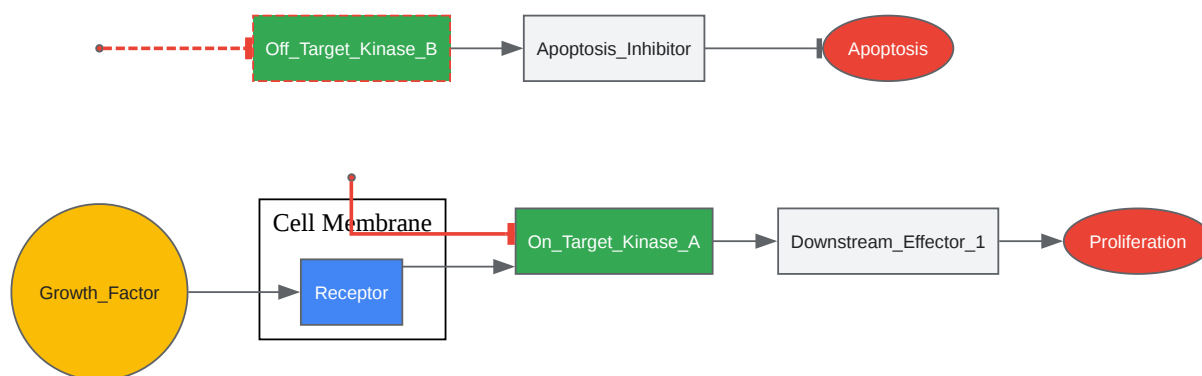 Off_Target_Kinase_B
Apoptosis_Inhibitor
Apoptosis
Cell Membrane
On_Target_Kinase_A
Downstream_Effector_1
Proliferation
Growth_Factor
Receptor